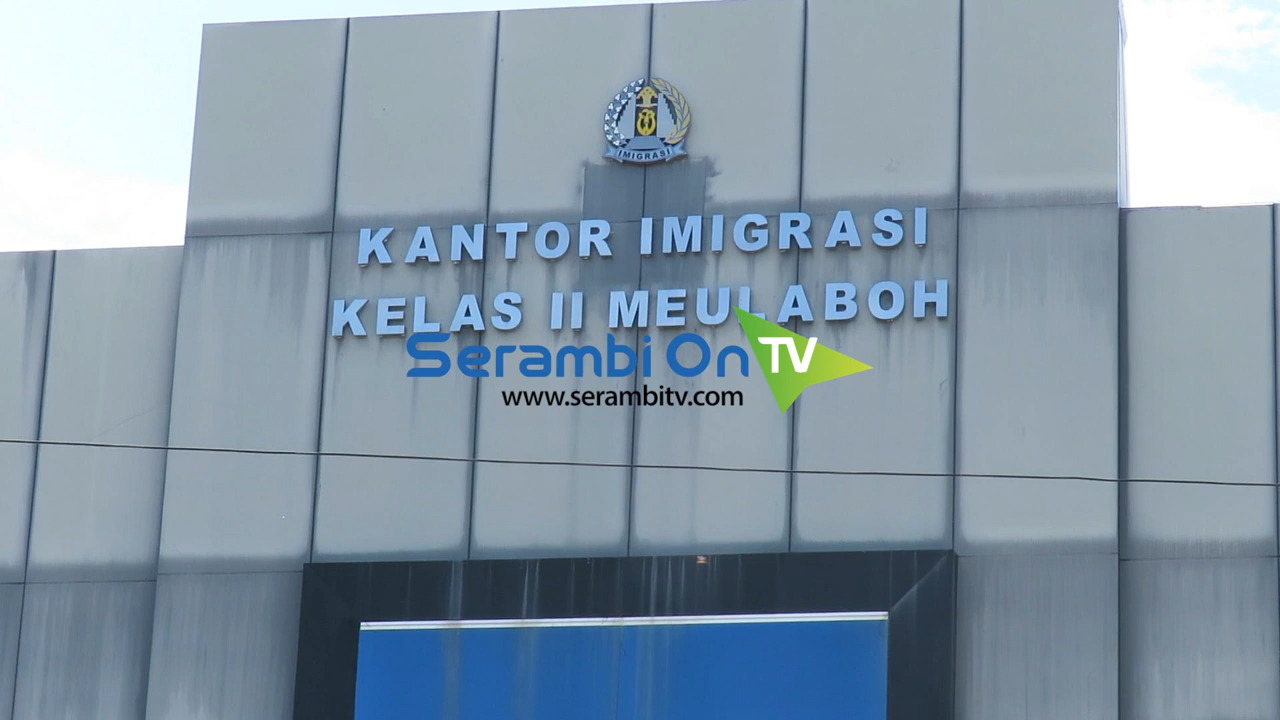 IMIGRASI
KANTOR IMIGRASI
KELAS II MEULABOH
Serambi On TV
www.serambitv.com